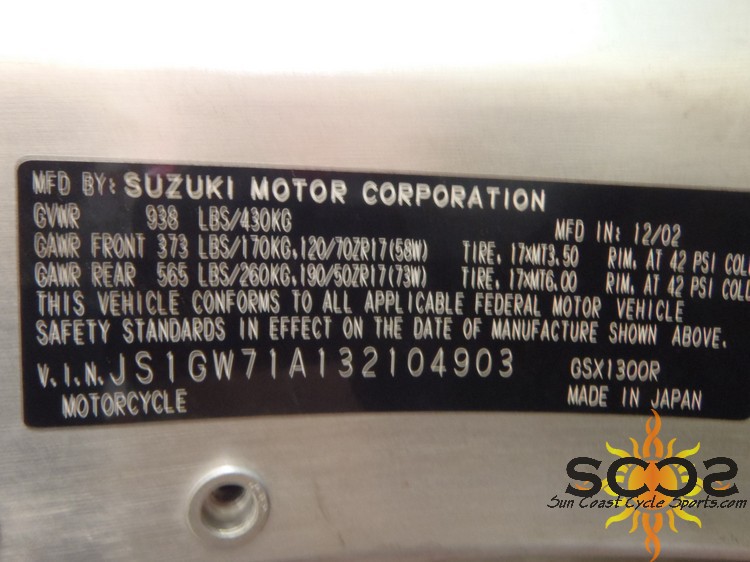 MFD BY: SUZUKI MOTOR CORPORATION
GVWR 938 LBS/430KG MFD IN: 12/02
GAWR FRONT 373 LBS/170KG,120/70ZR17(58W) TIRE, 17xMT3.50 RIM, AT 42 PSI COL
GAWR REAR 565 LBS/260KG,190/50ZR17(73W) TIRE, 17xMT6.00 RIM, AT 42 PSI COL
THIS VEHICLE CONFORMS TO ALL APPLICABLE FEDERAL MOTOR VEHICLE
SAFETY STANDARDS IN EFFECT ON THE DATE OF MANUFACTURE SHOWN ABOVE.
V.I.N. JS1GW71A132104903 GSX1300R
MOTORCYCLE MADE IN JAPAN
SCCS
Sun Coast Cycle Sports.com